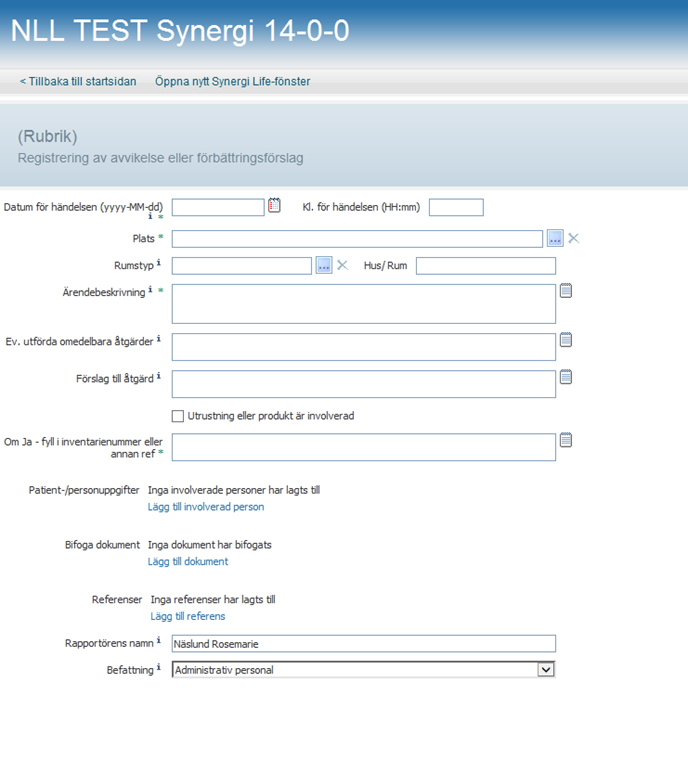 NLL TEST Synergi 14-0-0
< Tillbaka till startsidan Öppna nytt Synergi Life-fönster
(Rubrik)
Registrering av avvikelse eller förbättringsförslag
Datum för händelsen (yyyy-MM-dd) Kl. för händelsen (HH:mm)
i *
Plats * ...
Rumstyp i ... Hus/ Rum
Ärendebeskrivning i *
Ev. utförda omedelbara åtgärder i
Förslag till åtgärd i
Utrustning eller produkt är involverad
Om Ja - fyll i inventarienummer eller
annan ref *
Patient-/personuppgifter Inga involverade personer har lagts till
Lägg till involverad person
Bifoga dokument Inga dokument har bifogats
Lägg till dokument
Referenser Inga referenser har lagts till
Lägg till referens
Rapportörens namn i Näslund Rosemarie
Befattning i Administrativ personal